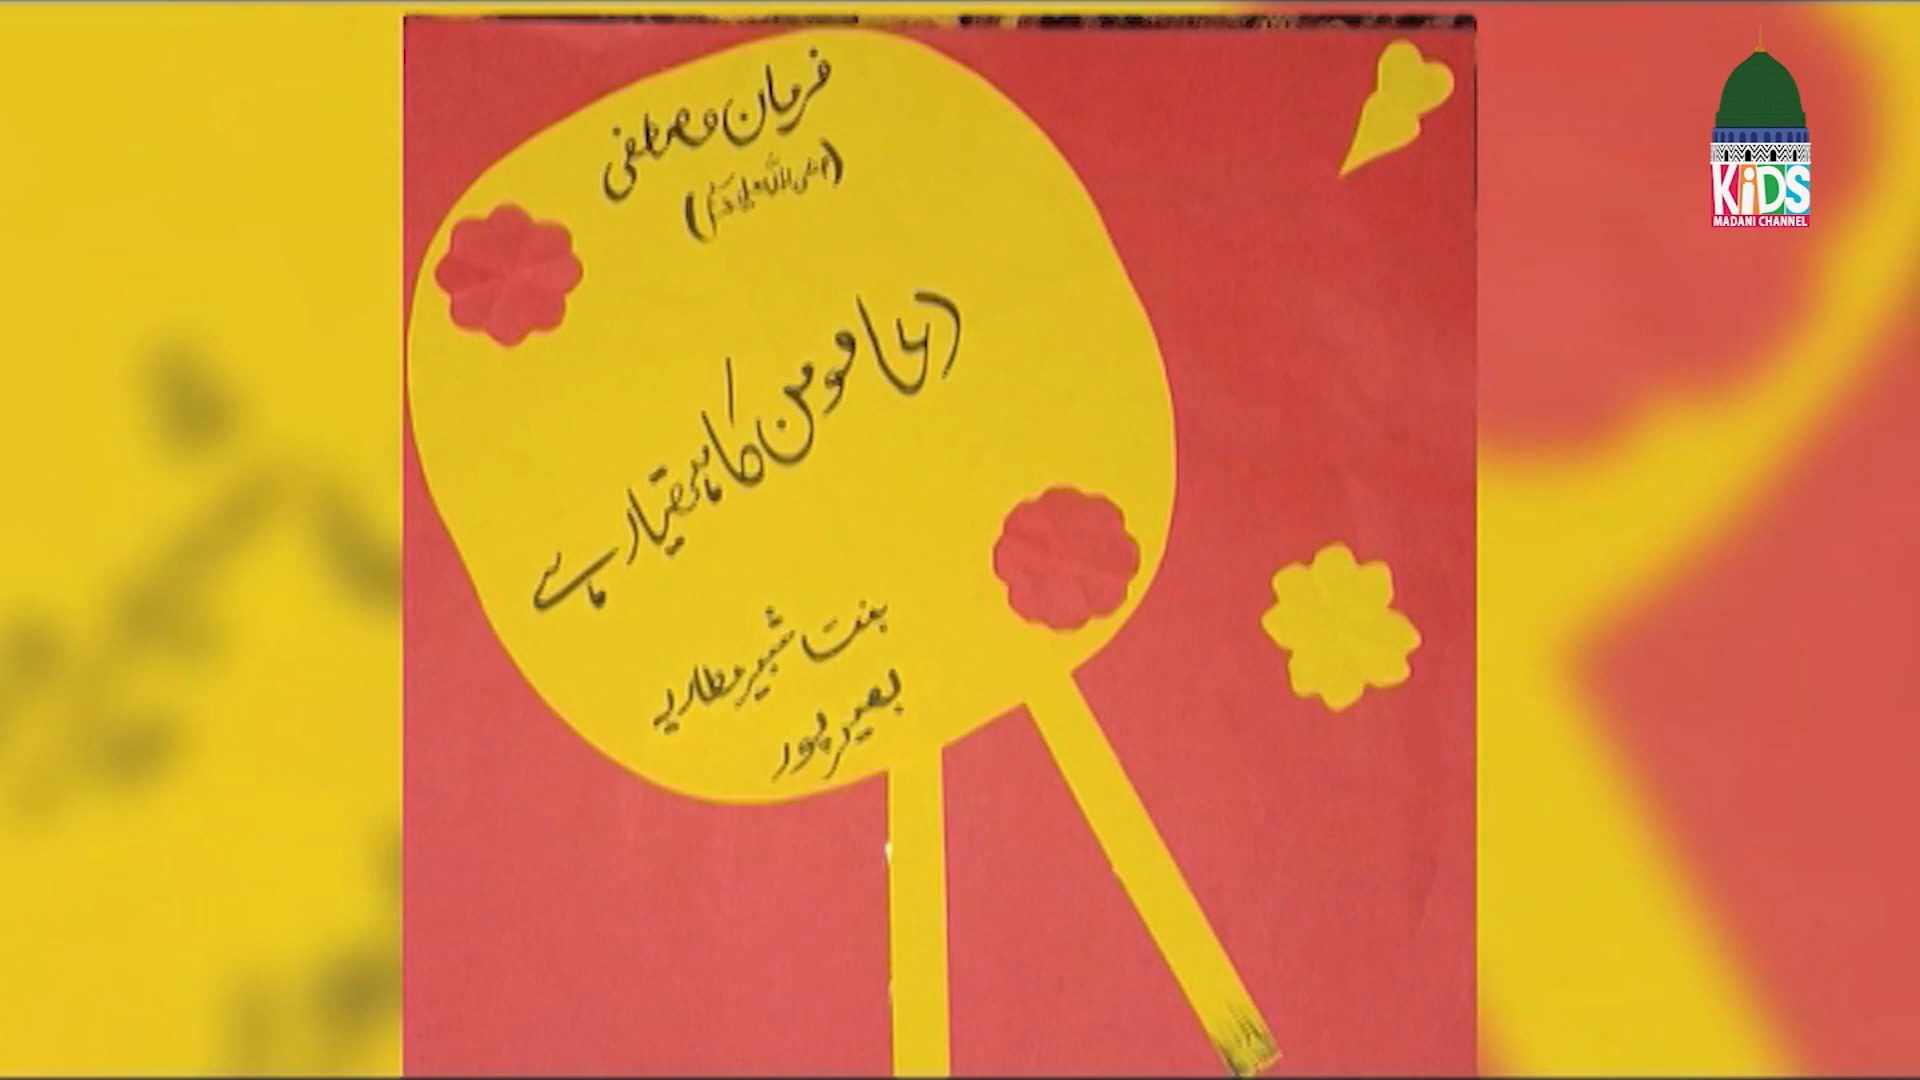 فرمان مصطفی
(صلی اللہ علیہ وسلم)
دعا مومن کا ہتھیار ہے
بنت شبیر عطاریہ
بصیر پور
KiDS
MADANI CHANNEL